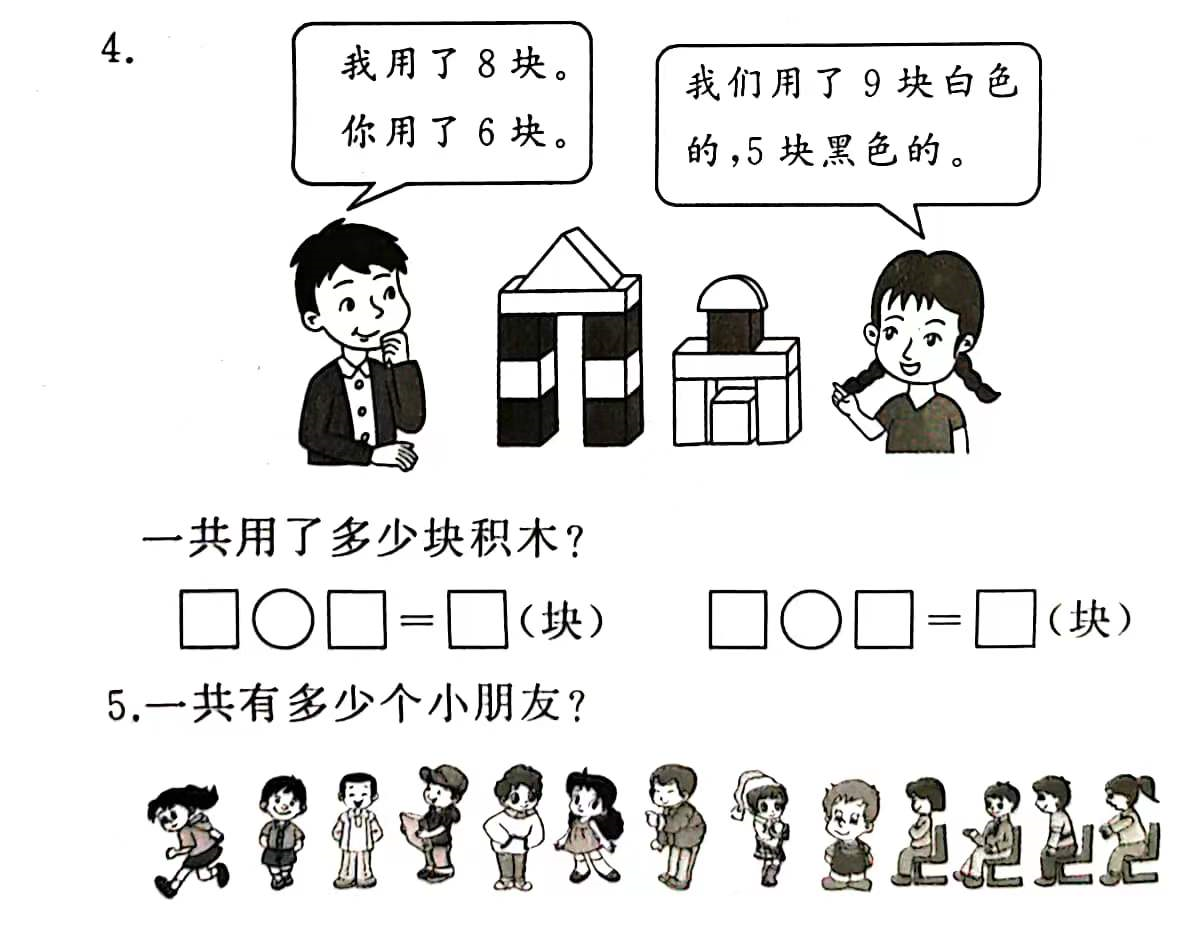 4.
我用了8块。
你用了6块。
我们用了9块白色
的,5块黑色的。
一共用了多少块积木?
□○□=□(块) □○□=□(块)
5.一共有多少个小朋友?